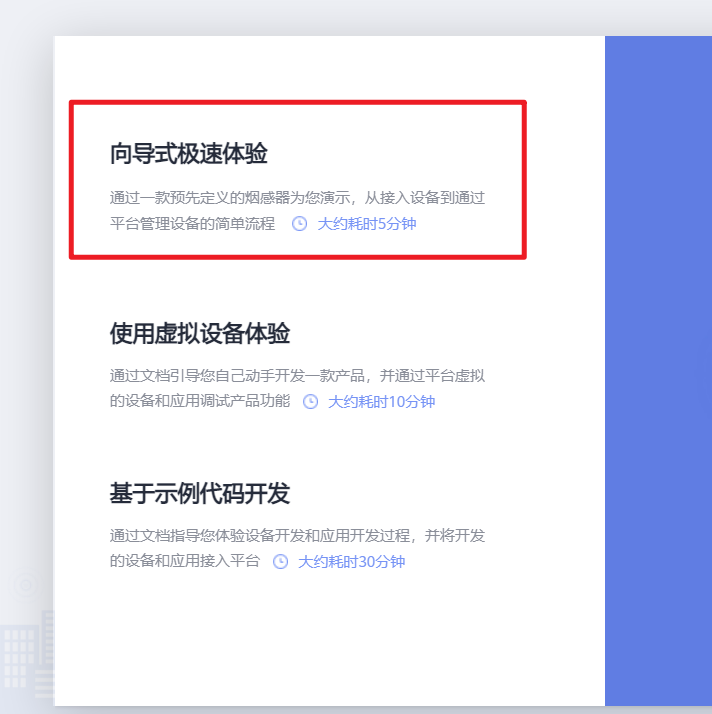 向导式极速体验
通过一款预先定义的烟感器为您演示，从接入设备到通过
平台管理设备的简单流程 大约耗时5分钟
使用虚拟设备体验
通过文档引导您自己动手开发一款产品，并通过平台虚拟
的设备和应用调试产品功能 大约耗时10分钟
基于示例代码开发
通过文档指导您体验设备开发和应用开发过程，并将开发
的设备和应用接入平台 大约耗时30分钟